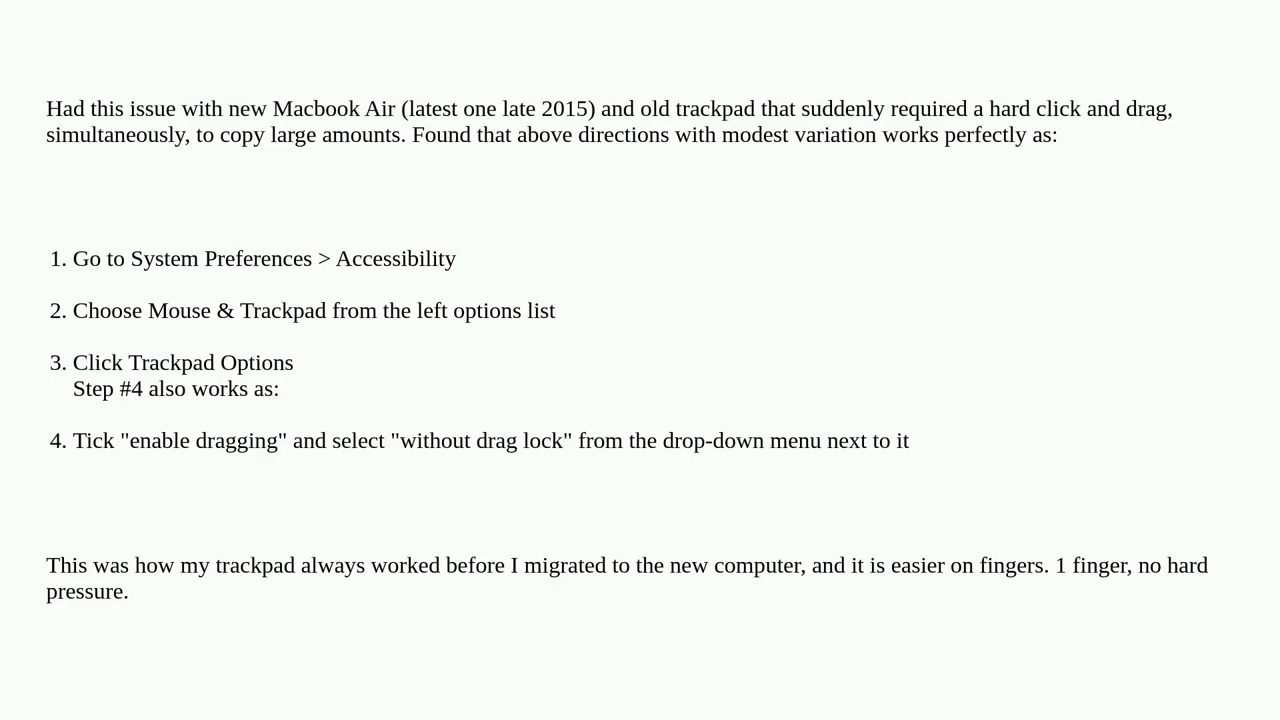 Had this issue with new Macbook Air (latest one late 2015) and old trackpad that suddenly required a hard click and drag,
simultaneously, to copy large amounts. Found that above directions with modest variation works perfectly as:
1. Go to System Preferences > Accessibility
2. Choose Mouse & Trackpad from the left options list
3. Click Trackpad Options
Step #4 also works as:
4. Tick "enable dragging" and select "without drag lock" from the drop-down menu next to it
This was how my trackpad always worked before I migrated to the new computer, and it is easier on fingers. 1 finger, no hard
pressure.